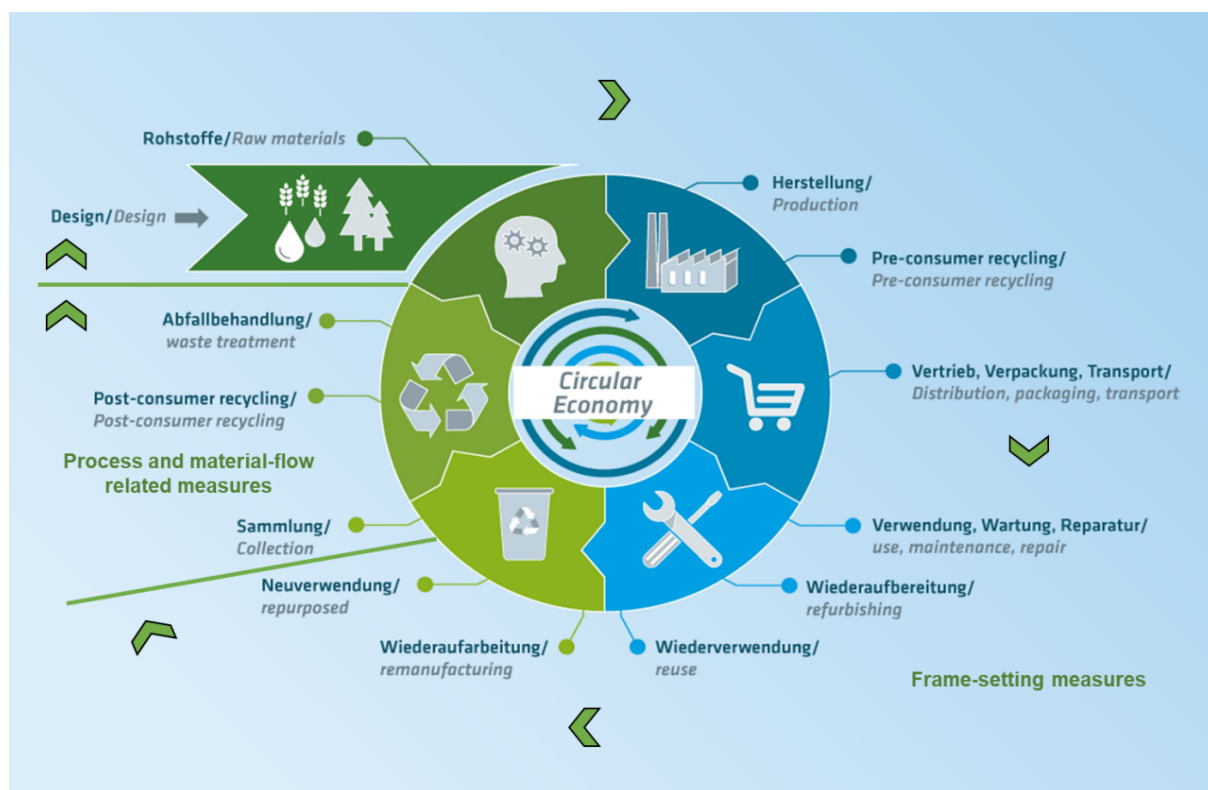 Rohstoffe/Raw materials
Design/Design
Herstellung/
Production
Pre-consumer recycling/
Pre-consumer recycling
Abfallbehandlung/
waste treatment
Circular
Economy
Vertrieb, Verpackung, Transport/
Distribution, packaging, transport
Post-consumer recycling/
Post-consumer recycling
Process and material-flow
related measures
Sammlung/
Collection
Verwendung, Wartung, Reparatur/
use, maintenance, repair
Neuverwendung/
repurposed
Wiederaufbereitung/
refurbishing
Wiederaufarbeitung/
remanufacturing
Wiederverwendung/
reuse
Frame-setting measures